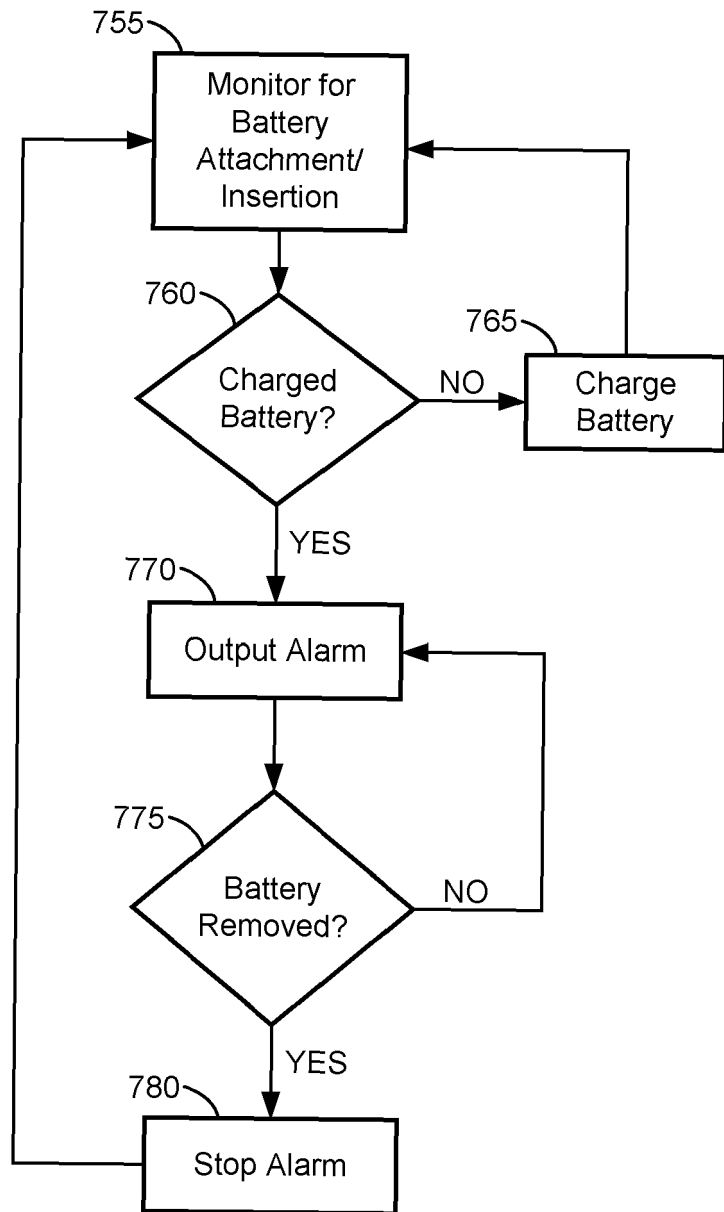 755
Monitor for
Battery
Attachment/
Insertion
760
Charged
Battery?
NO
765
Charge
Battery
YES
770
Output Alarm
775
Battery
Removed?
NO
YES
780
Stop Alarm